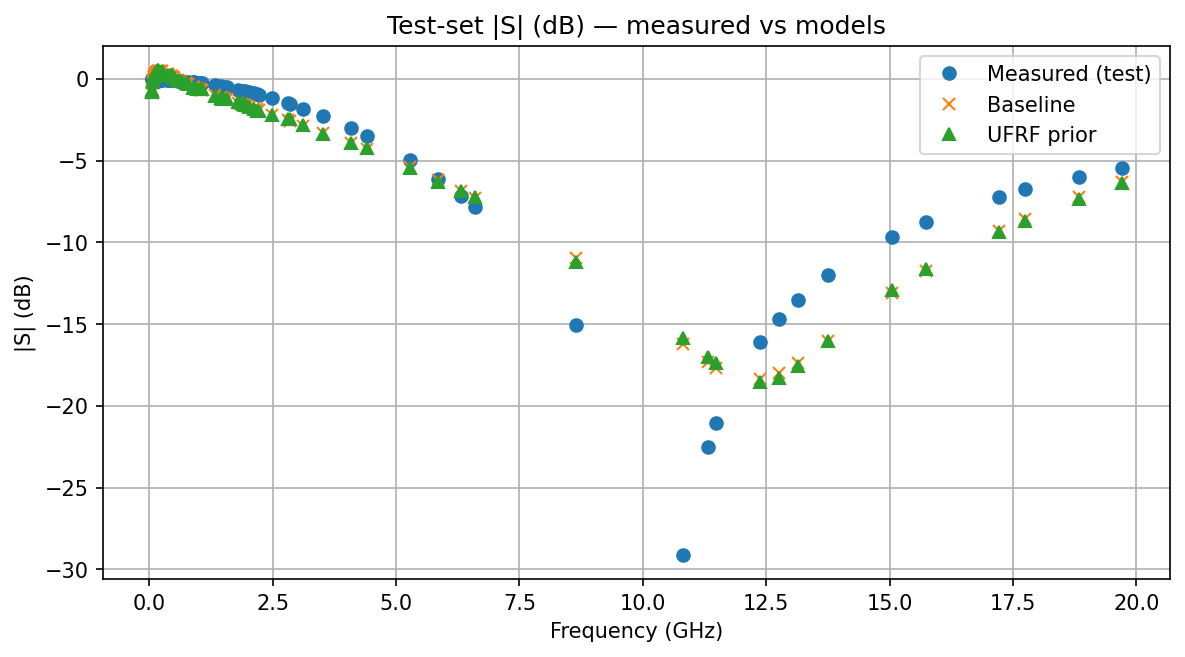 Test-set |S| (dB) — measured vs models
Measured (test)
Baseline
UFRF prior
|S| (dB)
0
−5
−10
−15
−20
−25
−30
0.0 2.5 5.0 7.5 10.0 12.5 15.0 17.5 20.0
Frequency (GHz)